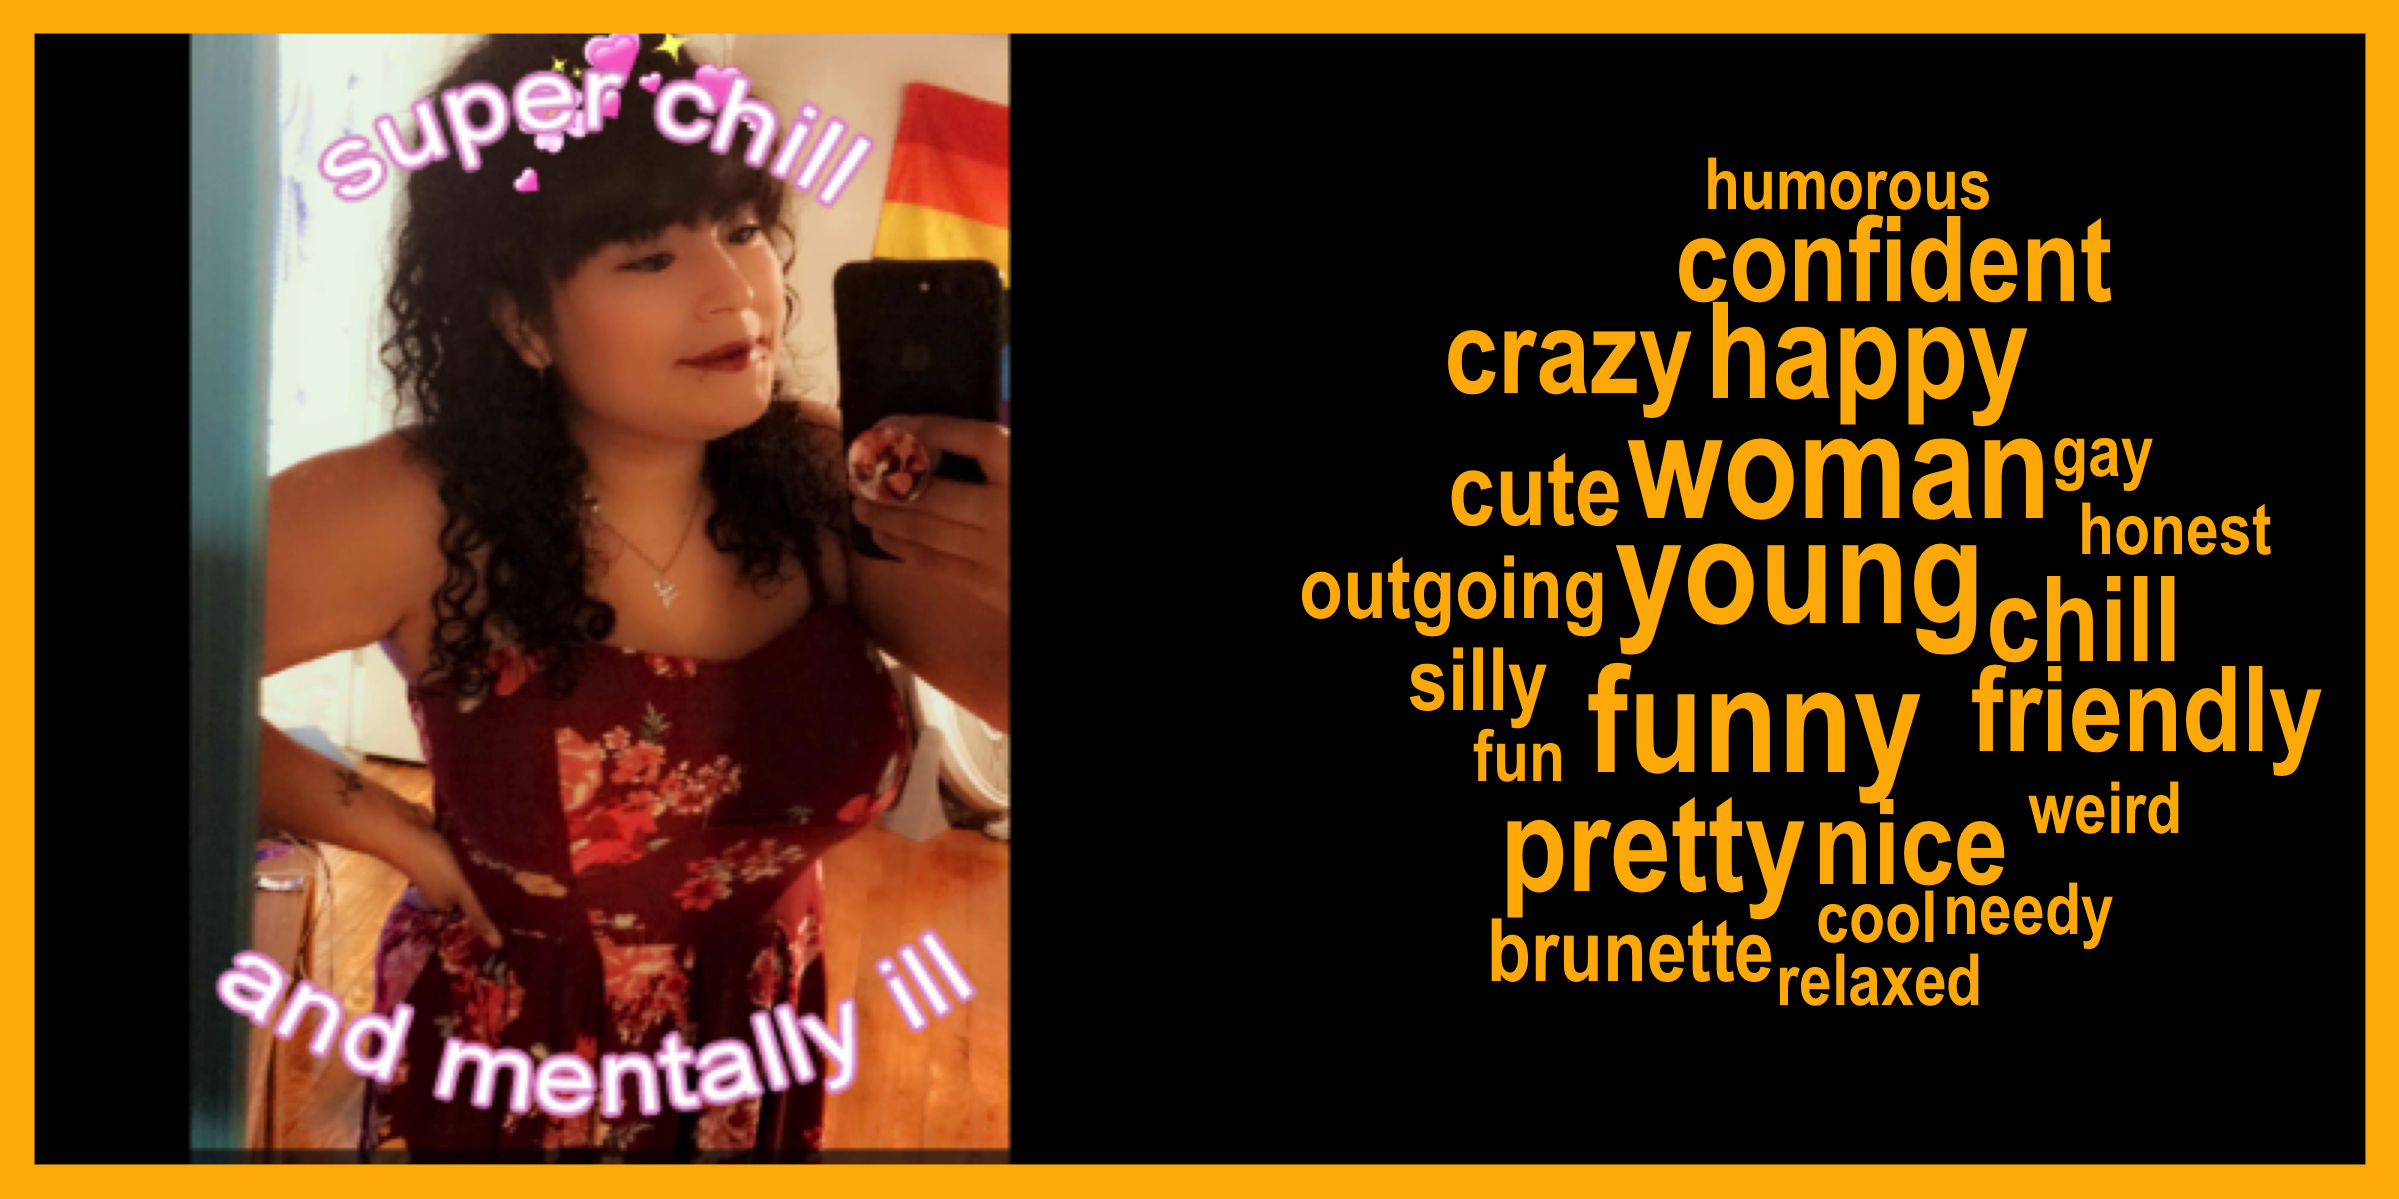 super chill
and mentally ill
humorous
confident
crazy happy
cute woman gay
honest
outgoing young chill
silly
funny friendly
fun
weird
pretty nice
cool needy
brunette relaxed